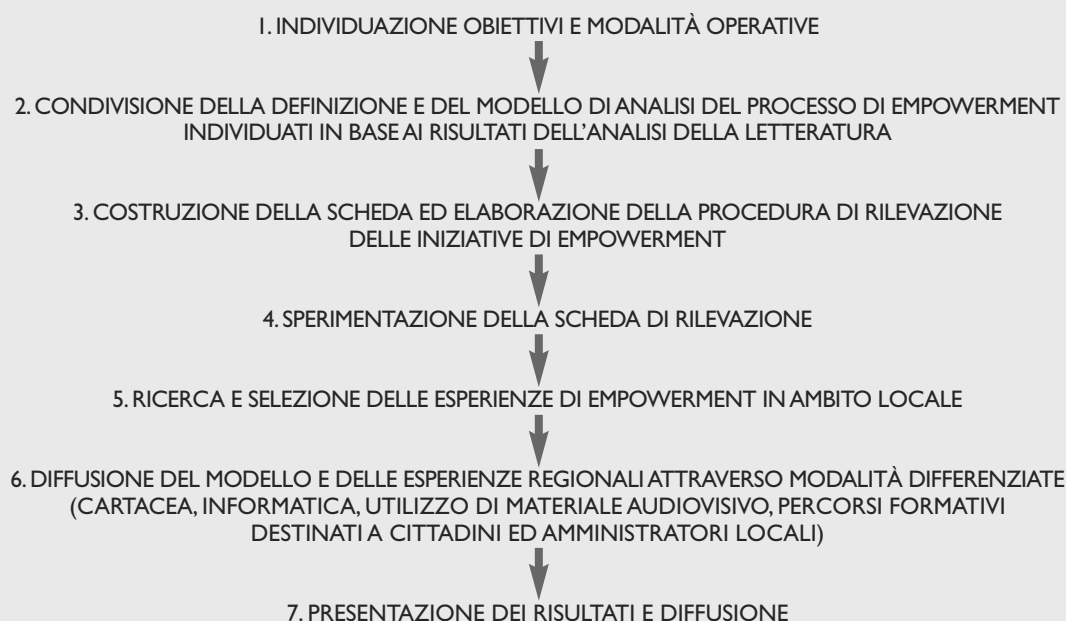 1. INDIVIDUAZIONE OBIETTIVI E MODALITÀ OPERATIVE
2. CONDIVISIONE DELLA DEFINIZIONE E DEL MODELLO DI ANALISI DEL PROCESSO DI EMPOWERMENT
INDIVIDUATI IN BASE AI RISULTATI DELL'ANALISI DELLA LETTERATURA
3. COSTRUZIONE DELLA SCHEDA ED ELABORAZIONE DELLA PROCEDURA DI RILEVAZIONE
DELLE INIZIATIVE DI EMPOWERMENT
4. SPERIMENTAZIONE DELLA SCHEDA DI RILEVAZIONE
5. RICERCA E SELEZIONE DELLE ESPERIENZE DI EMPOWERMENT IN AMBITO LOCALE
6. DIFFUSIONE DEL MODELLO E DELLE ESPERIENZE REGIONALI ATTRAVERSO MODALITÀ DIFFERENZIATE
(CARTACEA, INFORMATICA, UTILIZZO DI MATERIALE AUDIOVISIVO, PERCORSI FORMATIVI
DESTINATI A CITTADINI ED AMMINISTRATORI LOCALI)
7. PRESENTAZIONE DEI RISULTATI E DIFFUSIONE